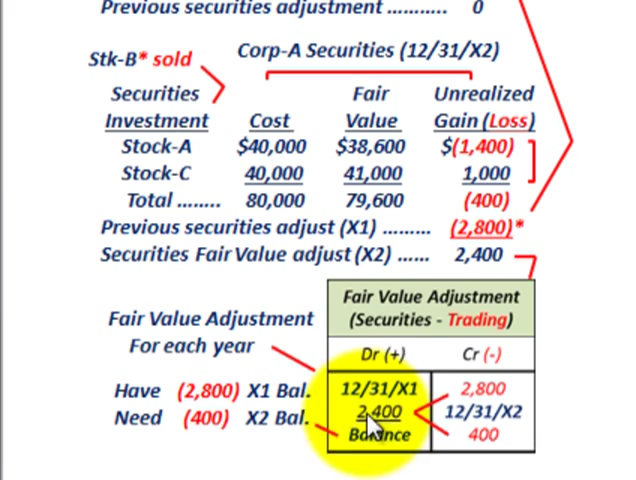 Previous securities adjustment ........... 0
Stk-B* sold
Corp-A Securities (12/31/X2)
Securities Fair Unrealized
Investment Cost Value Gain (Loss)
Stock-A $40,000 $38,600 $(1,400)
Stock-C 40,000 41,000 1,000
Total ........ 80,000 79,600 (400)
Previous securities adjust (X1) ......... (2,800)*
Securities Fair Value adjust (X2) ...... 2,400
Fair Value Adjustment
(Securities - Trading)
Fair Value Adjustment
For each year
Dr (+) Cr (-)
Have (2,800) X1 Bal. 12/31/X1 2,800
Need (400) X2 Bal. 2,400 12/31/X2
Balance 400